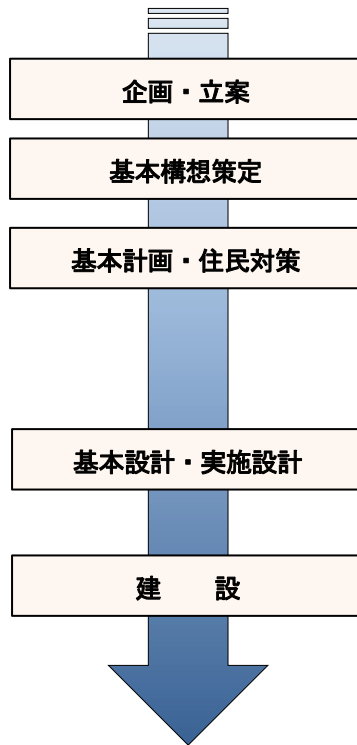 企画・立案
基本構想策定
基本計画・住民対策
基本設計・実施設計
建　　設